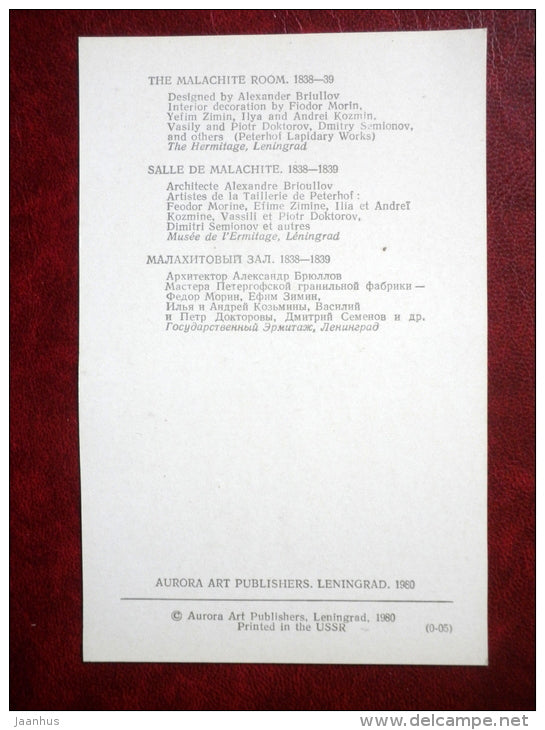 THE MALACHITE ROOM. 1838—39
Designed by Alexander Briullov
Interior decoration by Fiodor Morin,
Yefim Zimin, Ilya and Andrei Kozmin,
Vasily and Piotr Doktorov, Dmitry Semionov,
and others (Peterhof Lapidary Works)
The Hermitage, Leningrad
SALLE DE MALACHITE. 1838—1839
Architecte Alexandre Brioullov
Artistes de la Taillerie de Peterhof :
Feodor Morine, Efime Zimine, Ilia et Andreï
Kozmine, Vassili et Piotr Doktorov,
Dimitri Semionov et autres
Musée de l'Ermitage, Léningrad
МАЛАХИТОВЫЙ ЗАЛ. 1838—1839
Архитектор Александр Брюллов
Мастера Петергофской гранильной фабрики —
Федор Морин, Ефим Зимин,
Илья и Андрей Козьмины, Василий
и Петр Докторовы, Дмитрий Семенов и др.
Государственный Эрмитаж, Ленинград
AURORA ART PUBLISHERS. LENINGRAD. 1980
© Aurora Art Publishers, Leningrad, 1980
Printed in the USSR (0-05)
jaanhus
www.delcampe.net